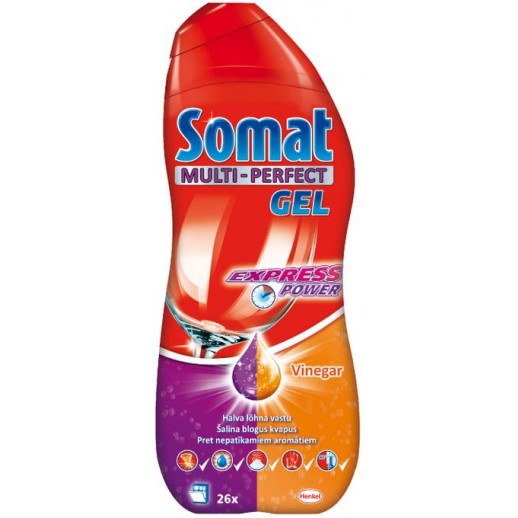 Somat
MULTI-PERFECT
GEL
EXPRESS
POWER
Vinegar
Halva lõhna vastu
Šalina blogus kvapus
Pret nepatīkamiem aromātiem
26x
Henkel